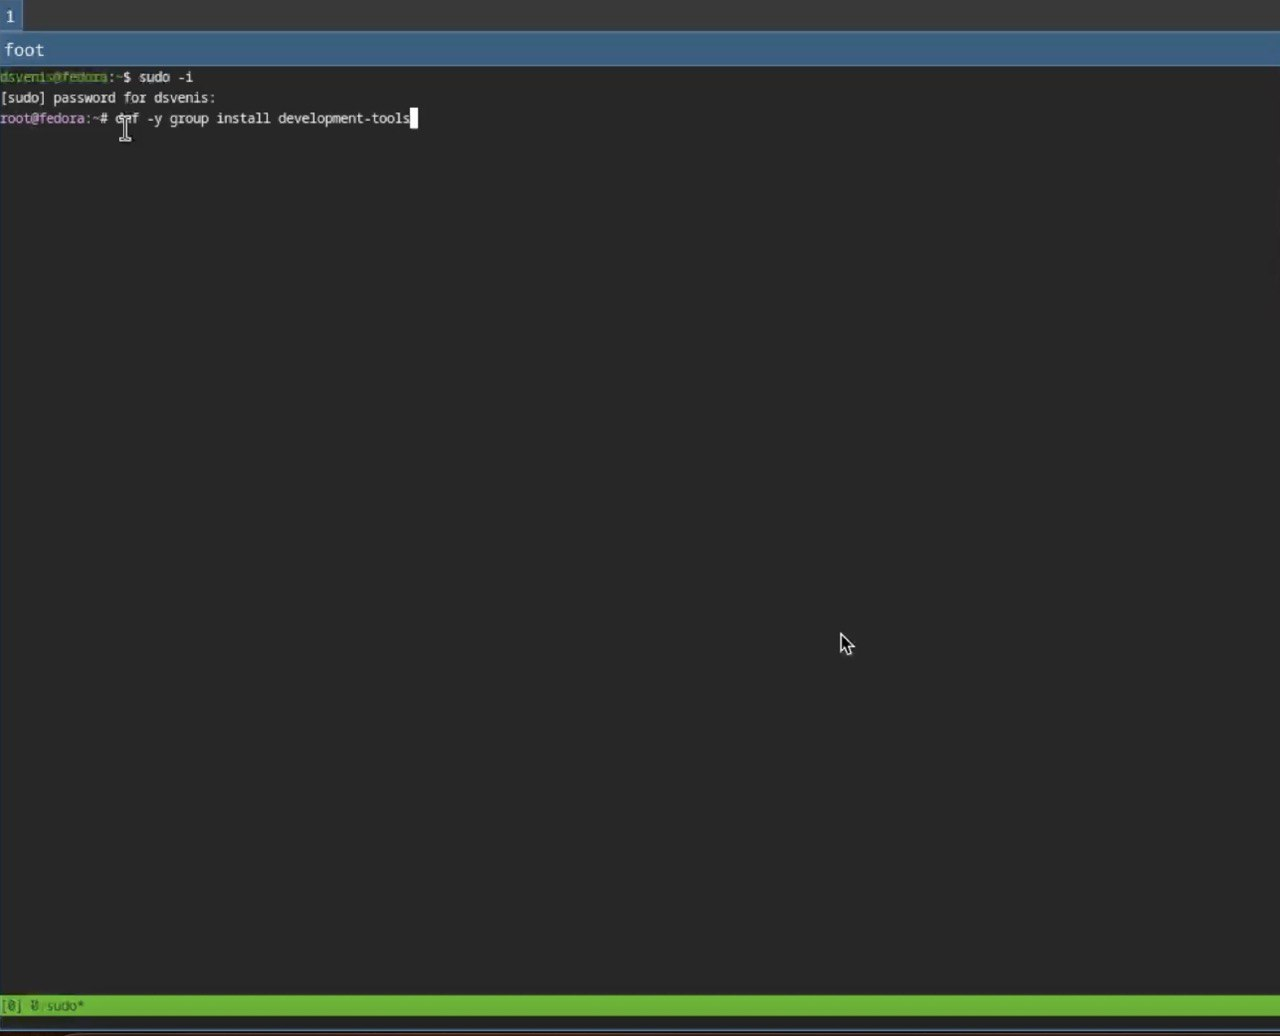 1
foot
dsvenis@fedora:~$ sudo -i
[sudo] password for dsvenis:
root@fedora:~# dnf -y group install development-tools
[0] 0:sudo*